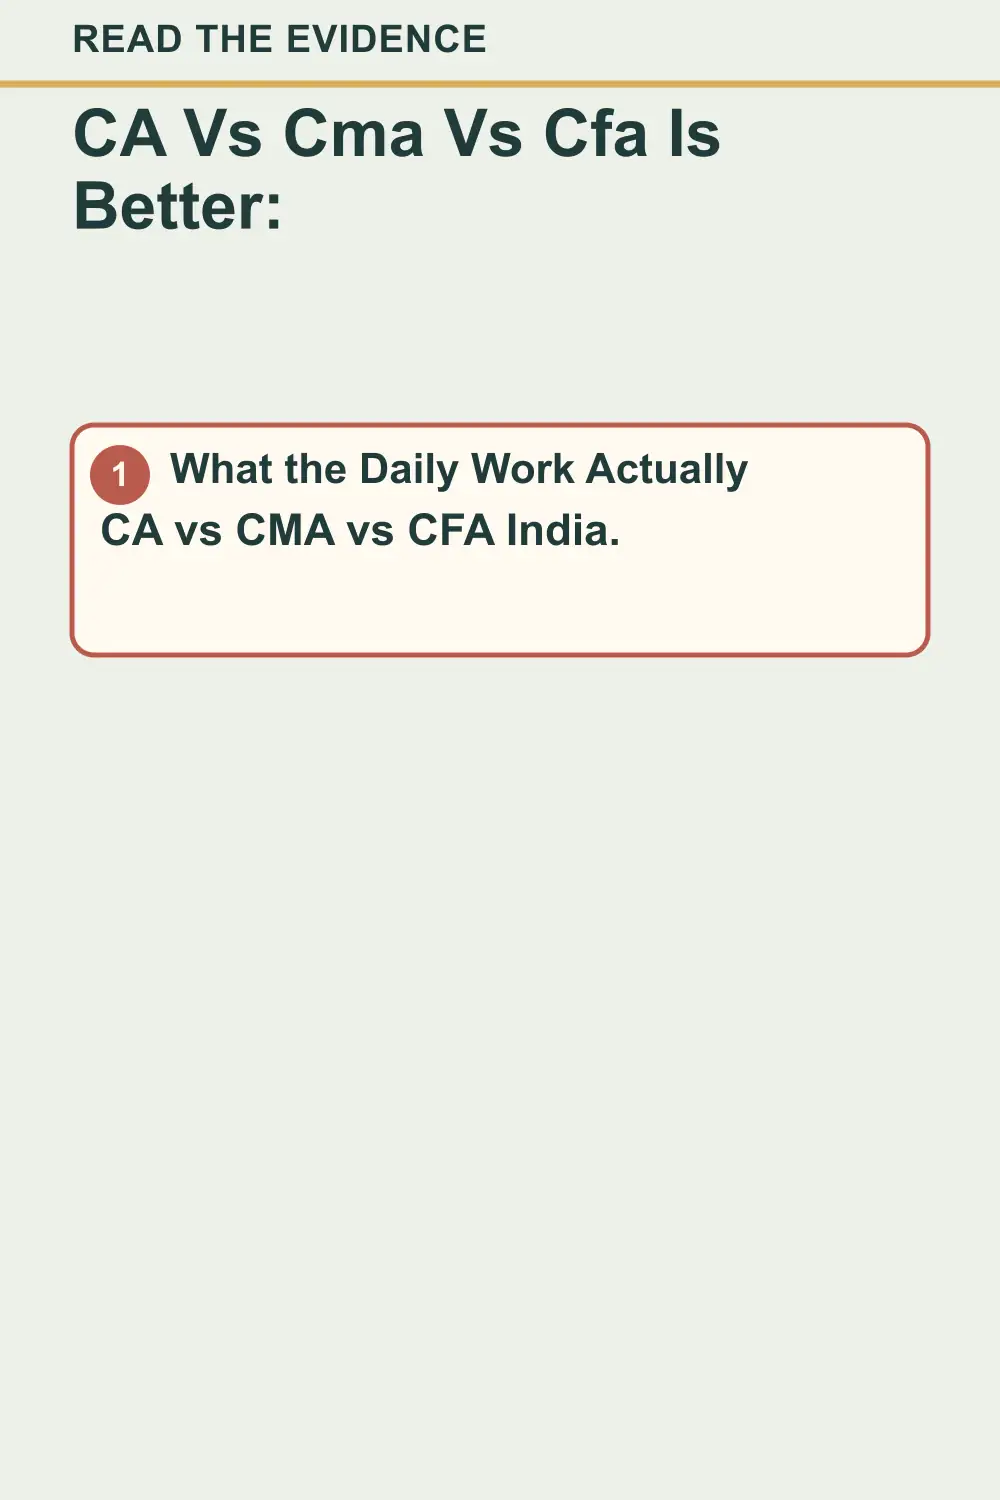 READ THE EVIDENCE
CA Vs Cma Vs Cfa Is
Better:
1 What the Daily Work Actually
CA vs CMA vs CFA India.